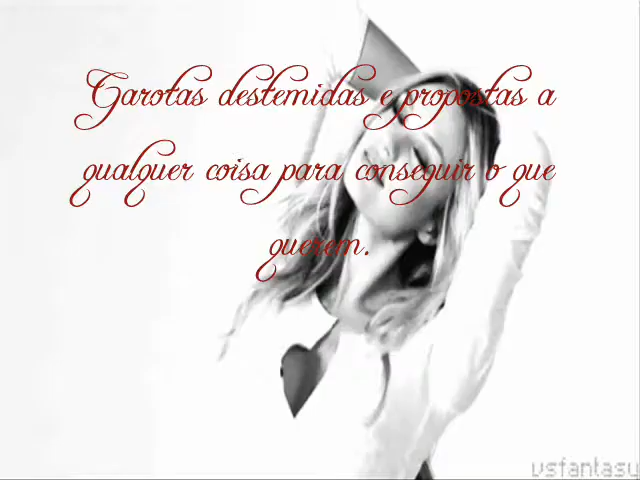 Garotas destemidas e propostas a
qualquer coisa para conseguir o que
querem.
vsfantasy